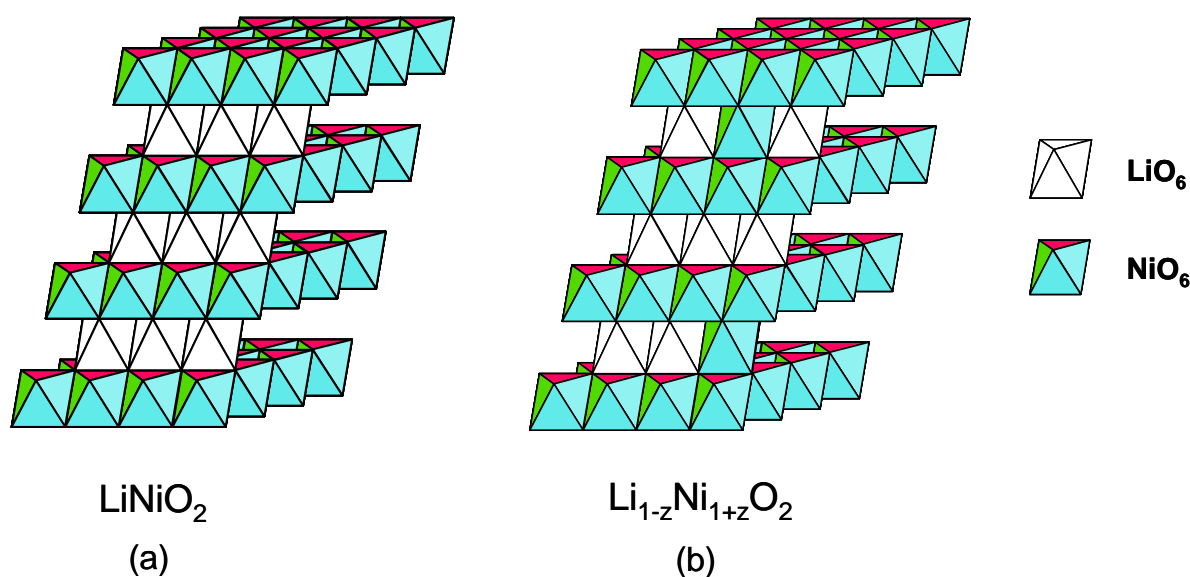 LiO₆
NiO₆
LiNiO₂
Li₁₋zNi₁₊zO₂
(a)
(b)